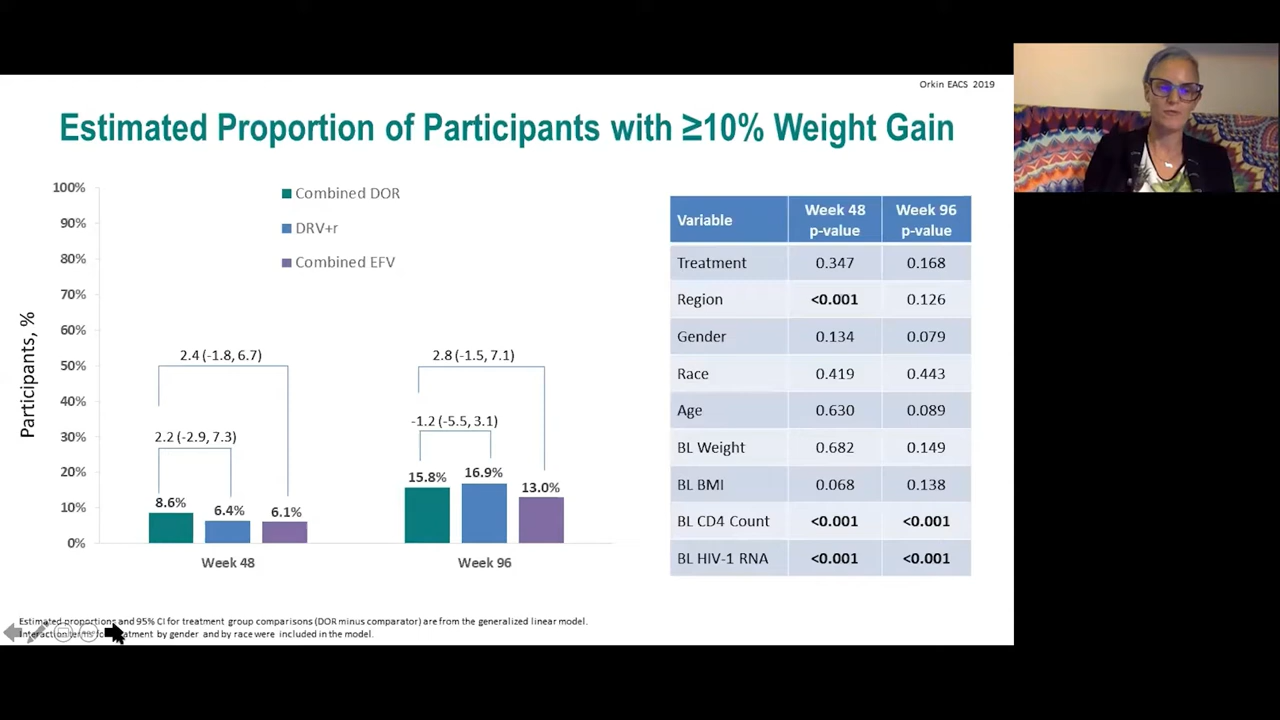 Orkin EACS 2019
Estimated Proportion of Participants with ≥10% Weight Gain
Participants, %
100%
90%
80%
70%
60%
50%
40%
30%
20%
10%
0%
Combined DOR
DRV+r
Combined EFV
2.4 (-1.8, 6.7)
2.2 (-2.9, 7.3)
8.6%
6.4%
6.1%
Week 48
2.8 (-1.5, 7.1)
-1.2 (-5.5, 3.1)
15.8%
16.9%
13.0%
Week 96
Variable Week 48 p-value Week 96 p-value
Treatment 0.347 0.168
Region <0.001 0.126
Gender 0.134 0.079
Race 0.419 0.443
Age 0.630 0.089
BL Weight 0.682 0.149
BL BMI 0.068 0.138
BL CD4 Count <0.001 <0.001
BL HIV-1 RNA <0.001 <0.001
Estimated proportions and 95% CI for treatment group comparisons (DOR minus comparator) are from the generalized linear model.
by gender and by race were included in the model.